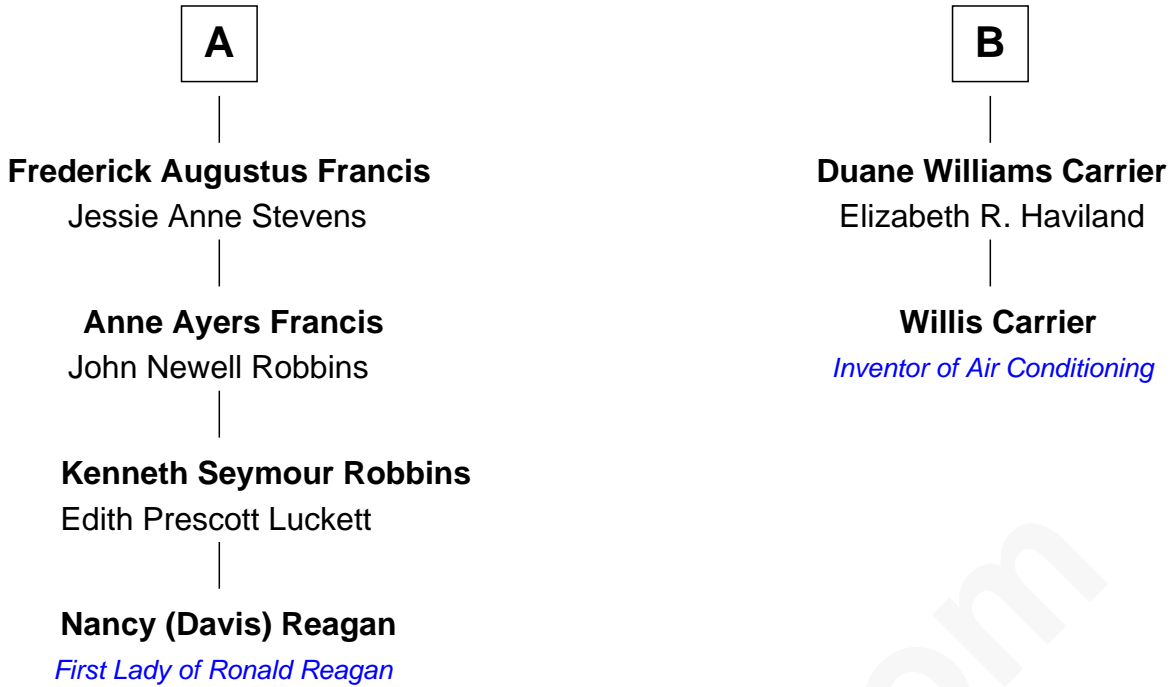 A
Frederick Augustus Francis
Jessie Anne Stevens
Anne Ayers Francis
John Newell Robbins
Kenneth Seymour Robbins
Edith Prescott Luckett
Nancy (Davis) Reagan
First Lady of Ronald Reagan
B
Duane Williams Carrier
Elizabeth R. Haviland
Willis Carrier
Inventor of Air Conditioning
om